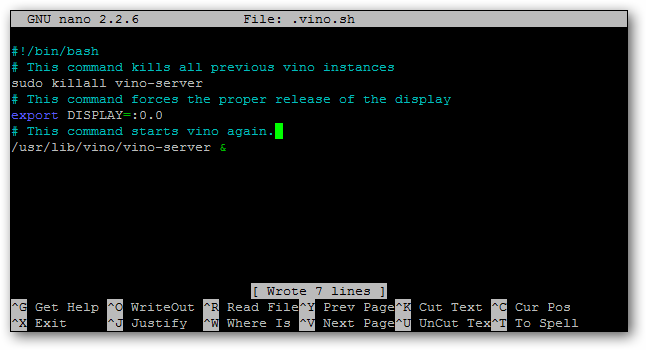 GNU nano 2.2.6 File: .vino.sh
#!/bin/bash
# This command kills all previous vino instances
sudo killall vino-server
# This command forces the proper release of the display
export DISPLAY=:0.0
# This command starts vino again.
/usr/lib/vino/vino-server &
[ Wrote 7 lines ]
^G Get Help ^O WriteOut ^R Read File^Y Prev Page^K Cut Text ^C Cur Pos
^X Exit ^J Justify ^W Where Is ^V Next Page^U UnCut Tex^T To Spell